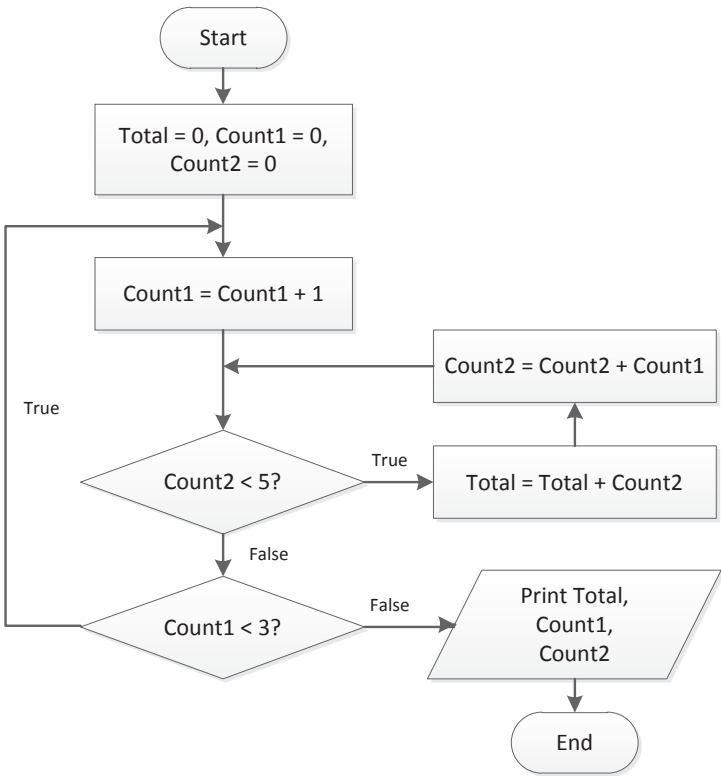 Start
Total = 0, Count1 = 0,
Count2 = 0
Count1 = Count1 + 1
Count2 = Count2 + Count1
True
Count2 < 5?
True
Total = Total + Count2
False
Count1 < 3?
False
Print Total,
Count1,
Count2
End